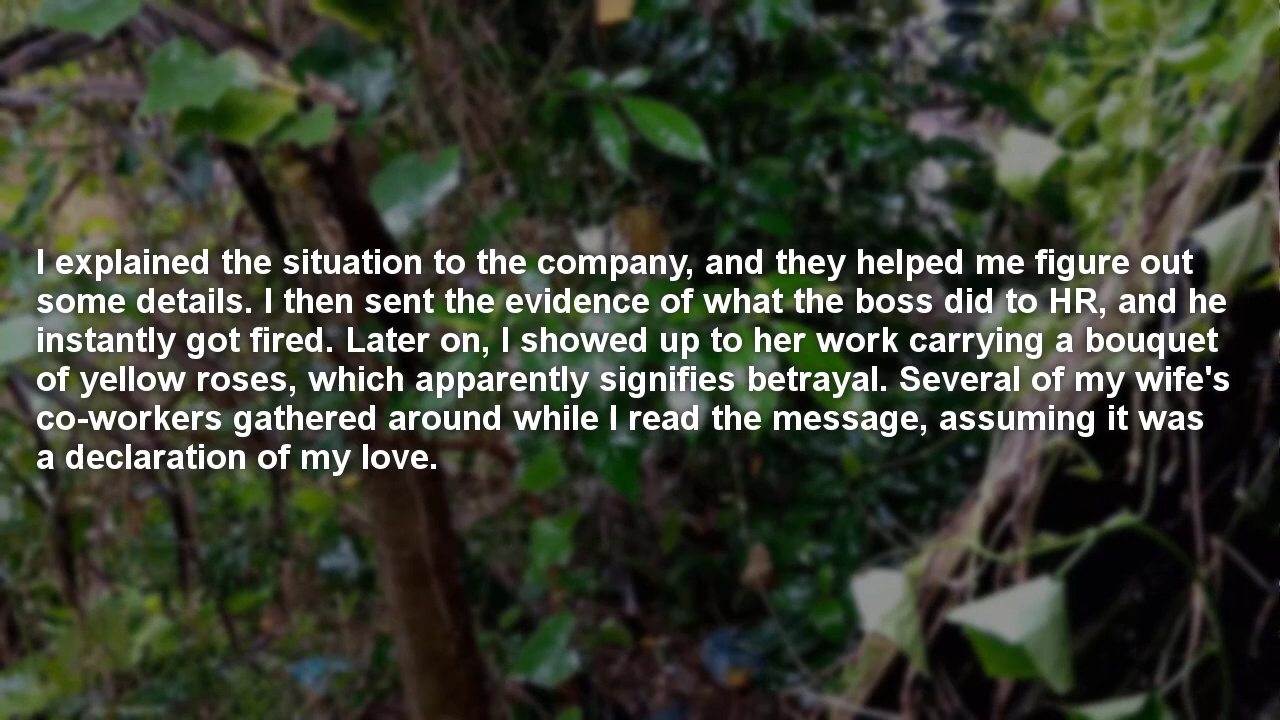 I explained the situation to the company, and they helped me figure out
some details. I then sent the evidence of what the boss did to HR, and he
instantly got fired. Later on, I showed up to her work carrying a bouquet
of yellow roses, which apparently signifies betrayal. Several of my wife's
co-workers gathered around while I read the message, assuming it was
a declaration of my love.